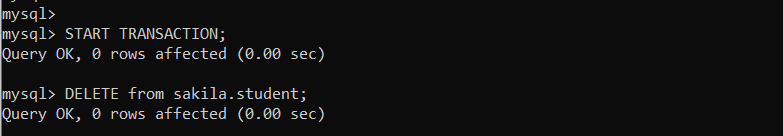 mysql>
mysql> START TRANSACTION;
Query OK, 0 rows affected (0.00 sec)
mysql> DELETE from sakila.student;
Query OK, 0 rows affected (0.00 sec)